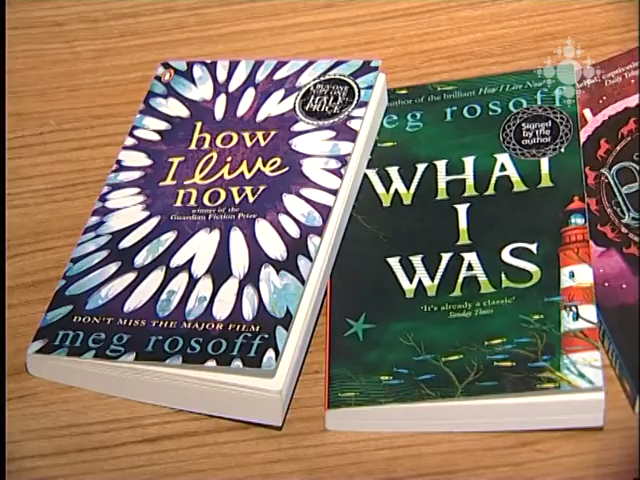 BUY ONE
GET ONE
HALF
PRICE
how
I live
now
winner of the
Guardian Fiction Prize
DON'T MISS THE MAJOR FILM
meg rosoff
author of the brilliant How I Live Now
meg rosoff
Signed
by the
author
WHAT
I
WAS
'It's already a classic'
Sunday Times